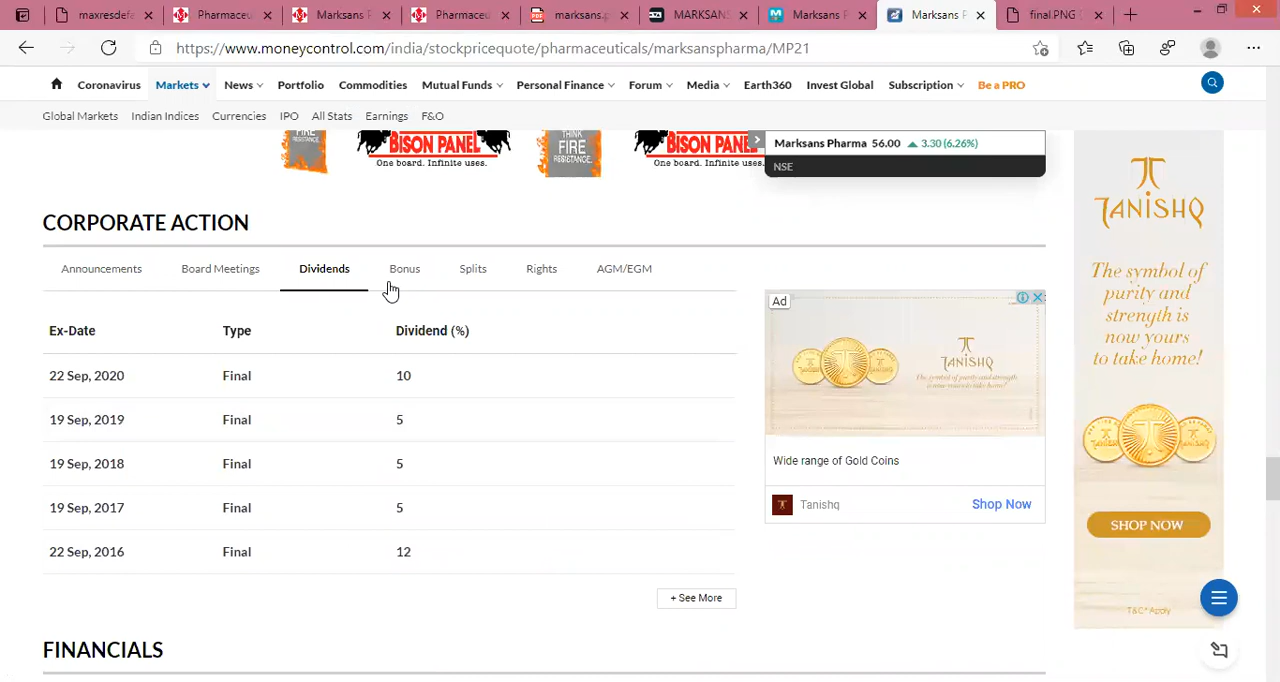 maxresdef
Pharmaceu
Marksans P
Pharmaceu
marksans.p
MARKSANS
Marksans P
Marksans P
final.PNG
https://www.moneycontrol.com/india/stockpricequote/pharmaceuticals/marksanspharma/MP21
Coronavirus Markets News Portfolio Commodities Mutual Funds Personal Finance Forum Media Earth360 Invest Global Subscription Be a PRO
Global Markets Indian Indices Currencies IPO All Stats Earnings F&O
FIRE
RESISTANCE.
BISON PANEL
One board. Infinite uses.
THINK
FIRE
RESISTANCE.
BISON PANEL
One board. Infinite uses.
Marksans Pharma 56.00 3.30 (6.26%)
NSE
CORPORATE ACTION
Announcements Board Meetings Dividends Bonus Splits Rights AGM/EGM
Ex-Date Type Dividend (%)
22 Sep, 2020 Final 10
19 Sep, 2019 Final 5
19 Sep, 2018 Final 5
19 Sep, 2017 Final 5
22 Sep, 2016 Final 12
+ See More
FINANCIALS
Ad
TANISHQ
Wide range of Gold Coins
Tanishq Shop Now
TANISHQ
The symbol of
purity and
strength is
now yours
to take home!
SHOP NOW
T&C* Apply